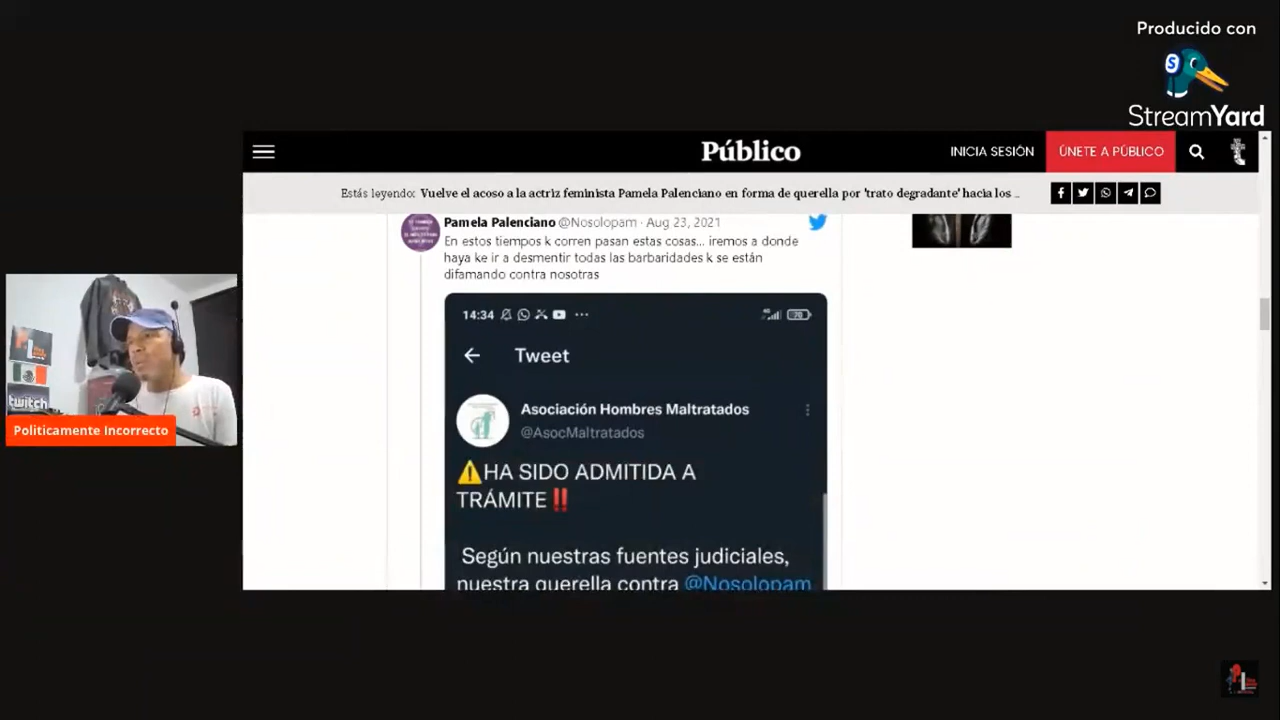 Producido con
StreamYard
Público
INICIA SESIÓN
ÚNETE A PÚBLICO
Estás leyendo: Vuelve el acoso a la actriz feminista Pamela Palenciano en forma de querella por 'trato degradante' hacia los ...
Pamela Palenciano @Nosolopam · Aug 23, 2021
En estos tiempos k corren pasan estas cosas... iremos a donde
haya ke ir a desmentir todas las barbaridades k se están
difamando contra nosotras
14:34
Tweet
Asociación Hombres Maltratados
@AsocMaltratados
⚠️HA SIDO ADMITIDA A
TRÁMITE‼️
Según nuestras fuentes judiciales,
nuestra querella contra @Nosolopam
twitch
Politicamente Incorrecto